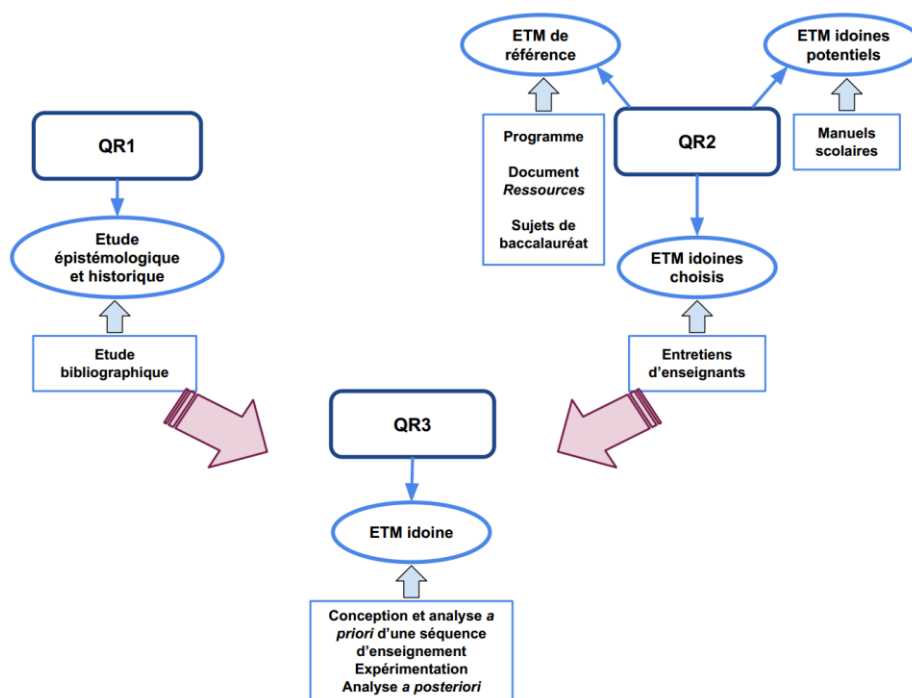 ETM de
référence
ETM idoines
potentiels
QR1
Programme
Document
Ressources
Sujets de
baccalauréat
QR2
Manuels
scolaires
Etude
épistémologique
et historique
ETM idoines
choisis
Etude
bibliographique
Entretiens
d'enseignants
QR3
ETM idoine
Conception et analyse a
priori d'une séquence
d'enseignement
Expérimentation
Analyse a posteriori